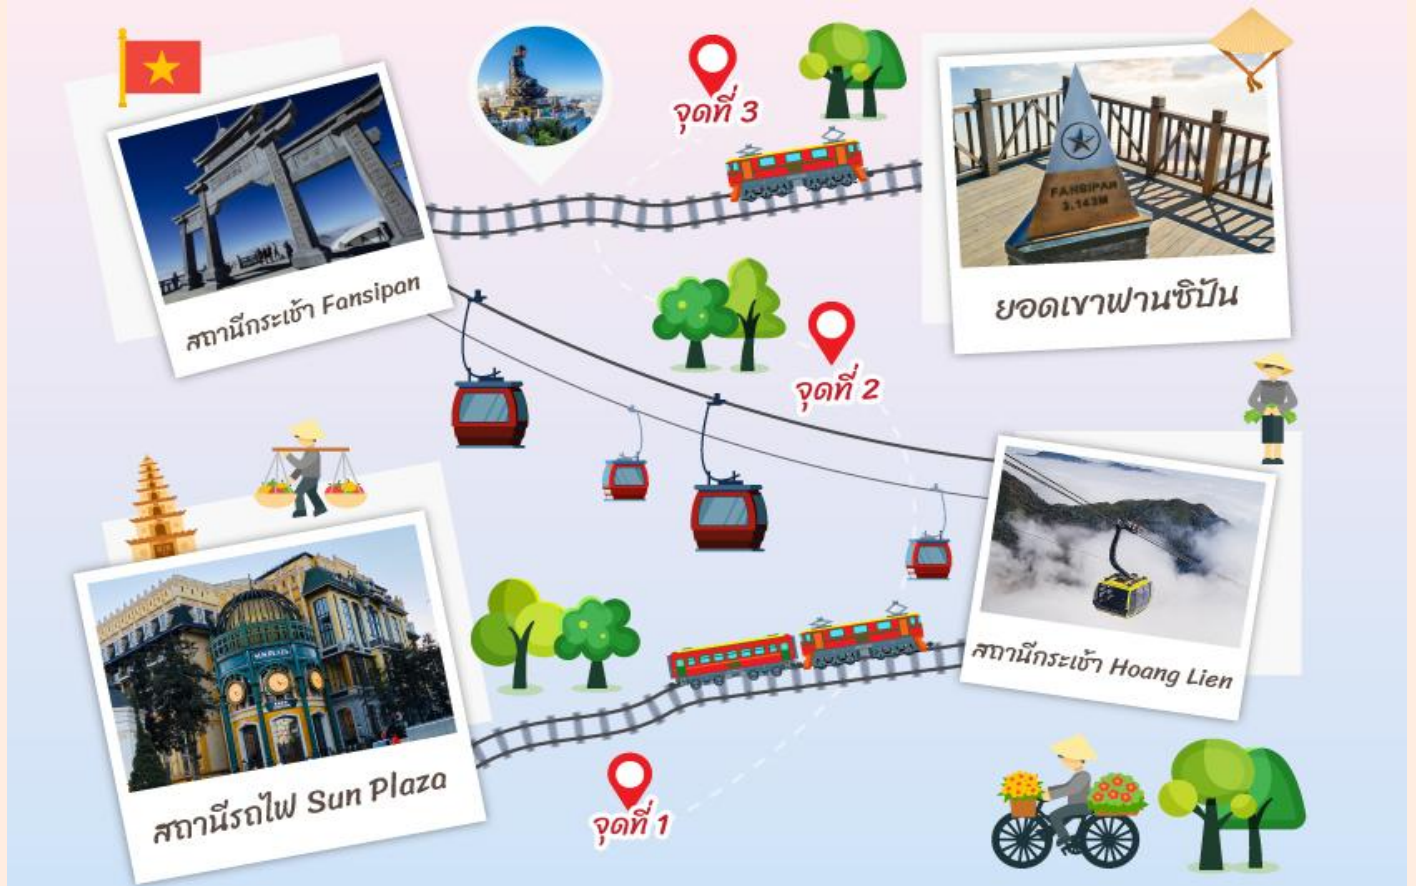 จุดที่ 3
FANSIPAN
3.143M
สถานีกระเช้า Fansipan
ยอดเขาฟานซิปัน
จุดที่ 2
SUN PLAZA
สถานีกระเช้า Hoang Lien
สถานีรถไฟ Sun Plaza
จุดที่ 1